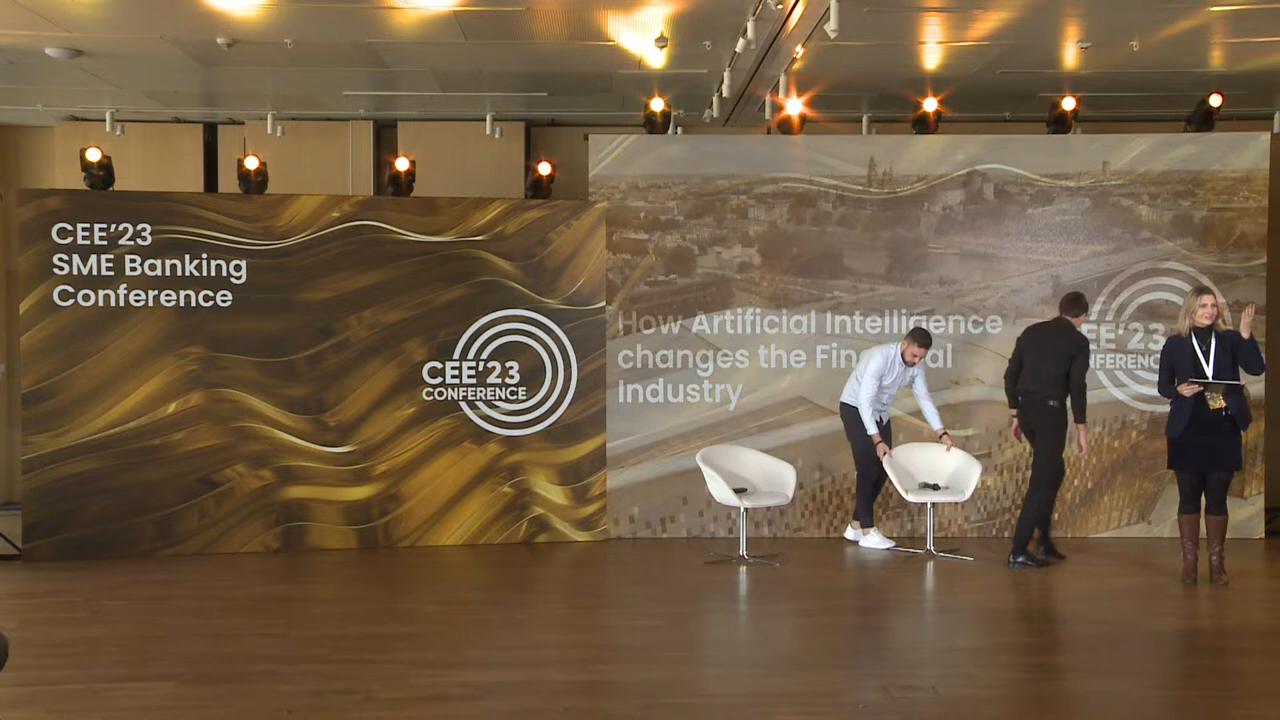 CEE'23
SME Banking
Conference
CEE'23
CONFERENCE
How Artificial Intelligence
changes the
Industry